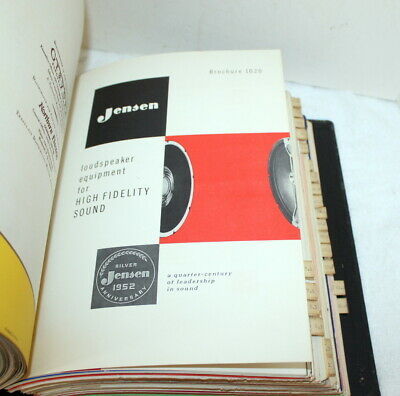 Brochure 1020
Jensen
loudspeaker
equipment
for
HIGH FIDELITY
SOUND
SILVER
Jensen
1952
ANNIVERSARY
a quarter-century
of leadership
in sound